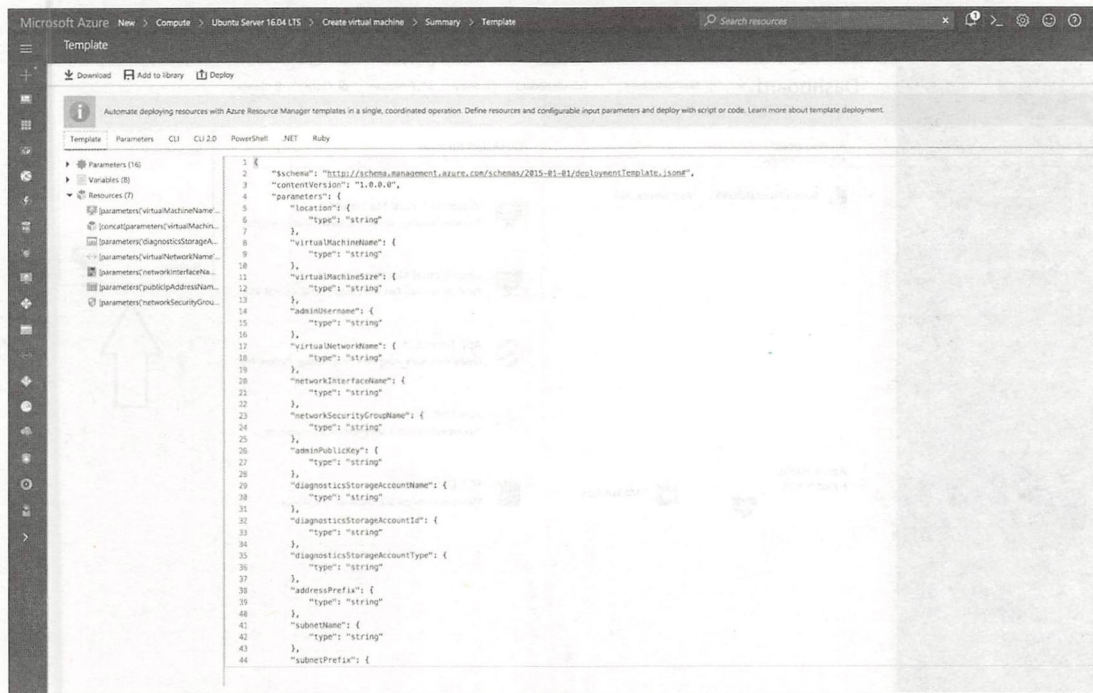 Microsoft Azure New > Compute > Ubuntu Server 16.04 LTS > Create virtual machine > Summary > Template
Search resources
Template
Download Add to library Deploy
Automate deploying resources with Azure Resource Manager templates in a single, coordinated operation. Define resources and configurable input parameters and deploy with script or code. Learn more about template deployment.
Template Parameters CLI CLI 2.0 PowerShell .NET Ruby
Parameters (16)
Variables (8)
Resources (7)
[parameters('virtualMachineName'...
[concat(parameters('virtualMachin...
[parameters('diagnosticsStorageA...
[parameters('virtualNetworkName'...
[parameters('networkInterfaceNa...
[parameters('publicIpAddressNam...
[parameters('networkSecurityGrou...
1 {
2 "$schema": "http://schema.management.azure.com/schemas/2015-01-01/deploymentTemplate.json#",
3 "contentVersion": "1.0.0.0",
4 "parameters": {
5 "location": {
6 "type": "string"
7 },
8 "virtualMachineName": {
9 "type": "string"
10 },
11 "virtualMachineSize": {
12 "type": "string"
13 },
14 "adminUsername": {
15 "type": "string"
16 },
17 "virtualNetworkName": {
18 "type": "string"
19 },
20 "networkInterfaceName": {
21 "type": "string"
22 },
23 "networkSecurityGroupName": {
24 "type": "string"
25 },
26 "adminPublicKey": {
27 "type": "string"
28 },
29 "diagnosticsStorageAccountName": {
30 "type": "string"
31 },
32 "diagnosticsStorageAccountId": {
33 "type": "string"
34 },
35 "diagnosticsStorageAccountType": {
36 "type": "string"
37 },
38 "addressPrefix": {
39 "type": "string"
40 },
41 "subnetName": {
42 "type": "string"
43 },
44 "subnetPrefix": {